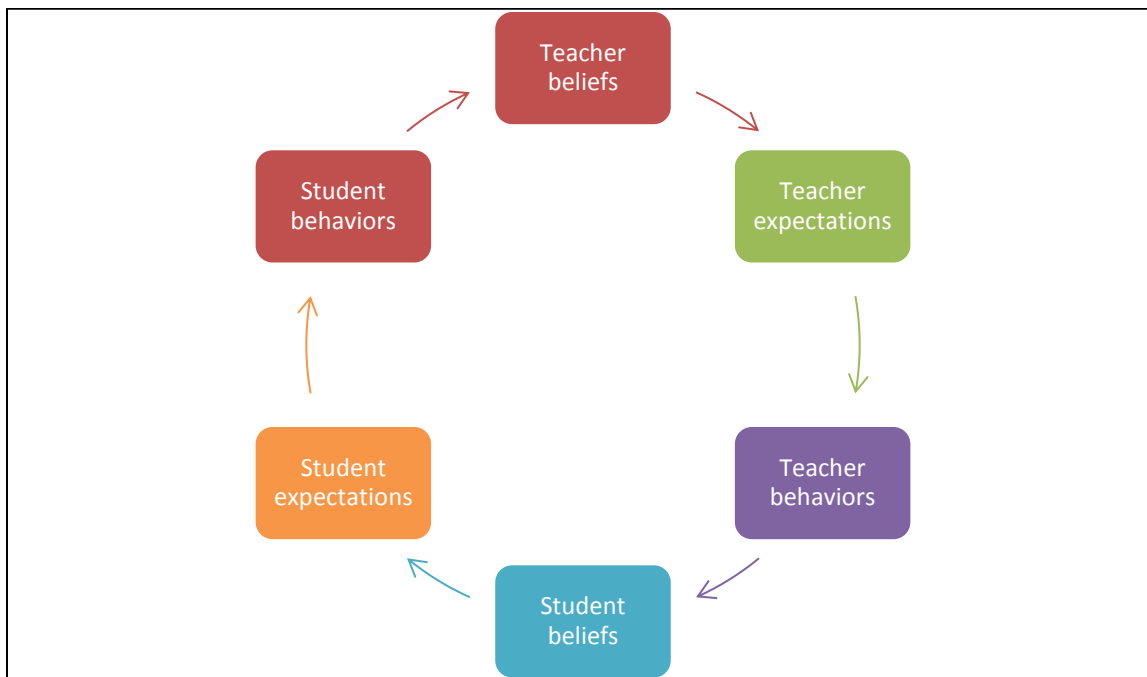 Teacher
beliefs
Teacher
expectations
Teacher
behaviors
Student
beliefs
Student
expectations
Student
behaviors